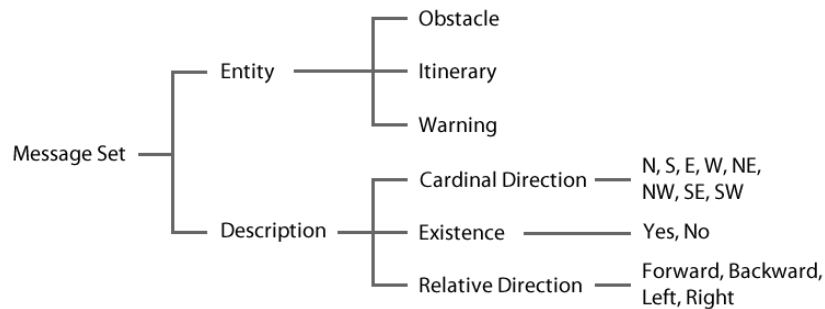 Obstacle
Entity
Itinerary
Warning
Message Set
Cardinal Direction
N, S, E, W, NE,
NW, SE, SW
Description
Existence
Yes, No
Relative Direction
Forward, Backward,
Left, Right